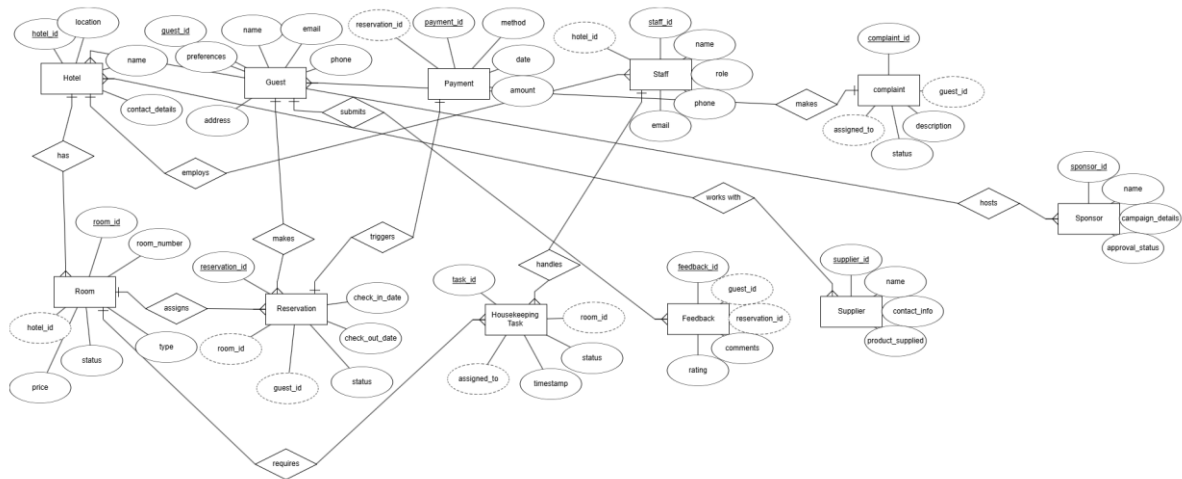 location
hotel_id
name
Hotel
contact_details
guest_id
name
email
preferences
phone
Guest
address
reservation_id
payment_id
method
date
Payment
amount
staff_id
hotel_id
name
Staff
role
phone
email
complaint_id
guest_id
complaint
assigned_to
description
status
makes
submits
has
employs
works with
hosts
sponsor_id
name
Sponsor
campaign_details
approval_status
room_id
room_number
Room
hotel_id
status
type
price
makes
triggers
handles
assigns
reservation_id
check_in_date
Reservation
check_out_date
room_id
guest_id
status
task_id
room_id
Housekeeping
Task
status
assigned_to
timestamp
feedback_id
guest_id
reservation_id
Feedback
comments
rating
supplier_id
name
contact_info
Supplier
product_supplied
requires